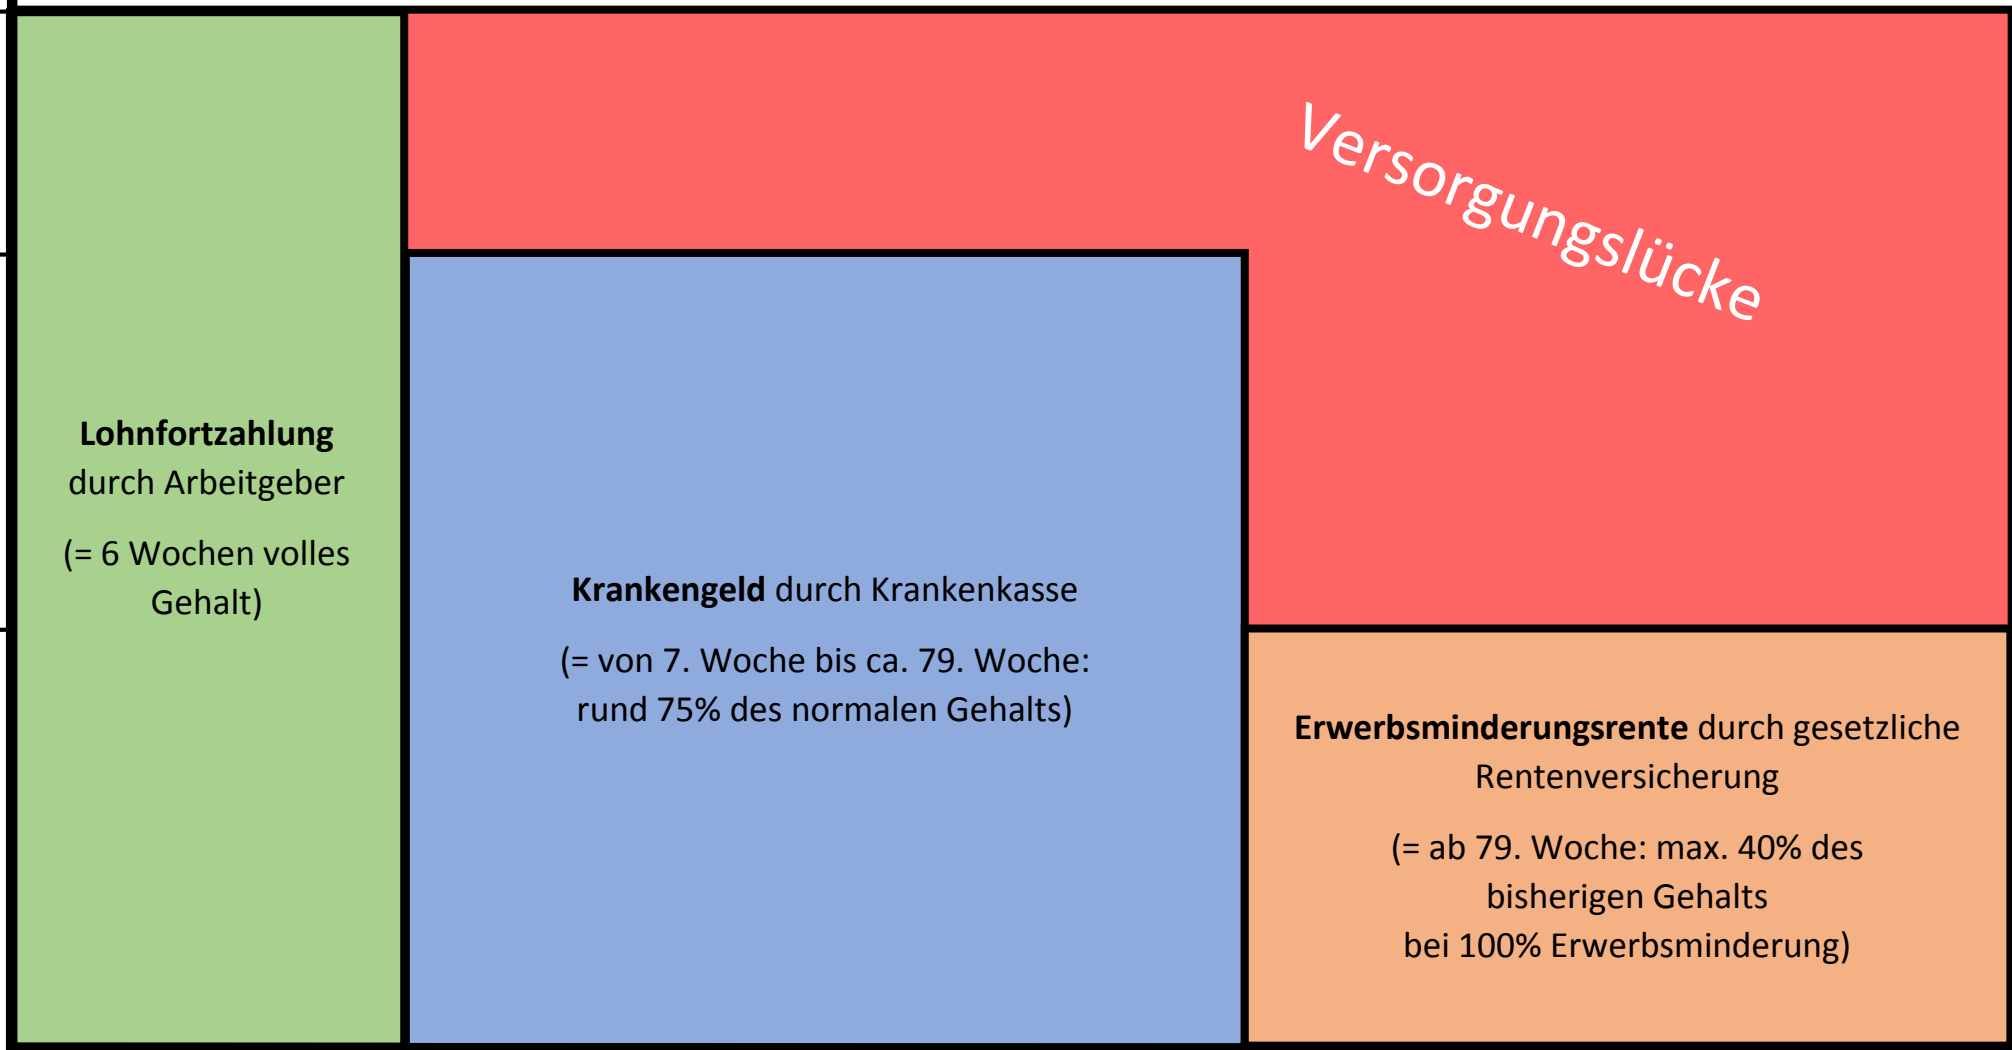 Versorgungslücke
Lohnfortzahlung
durch Arbeitgeber
(= 6 Wochen volles
Gehalt)
Krankengeld durch Krankenkasse
(= von 7. Woche bis ca. 79. Woche:
rund 75% des normalen Gehalts)
Erwerbsminderungsrente durch gesetzliche
Rentenversicherung
(= ab 79. Woche: max. 40% des
bisherigen Gehalts
bei 100% Erwerbsminderung)